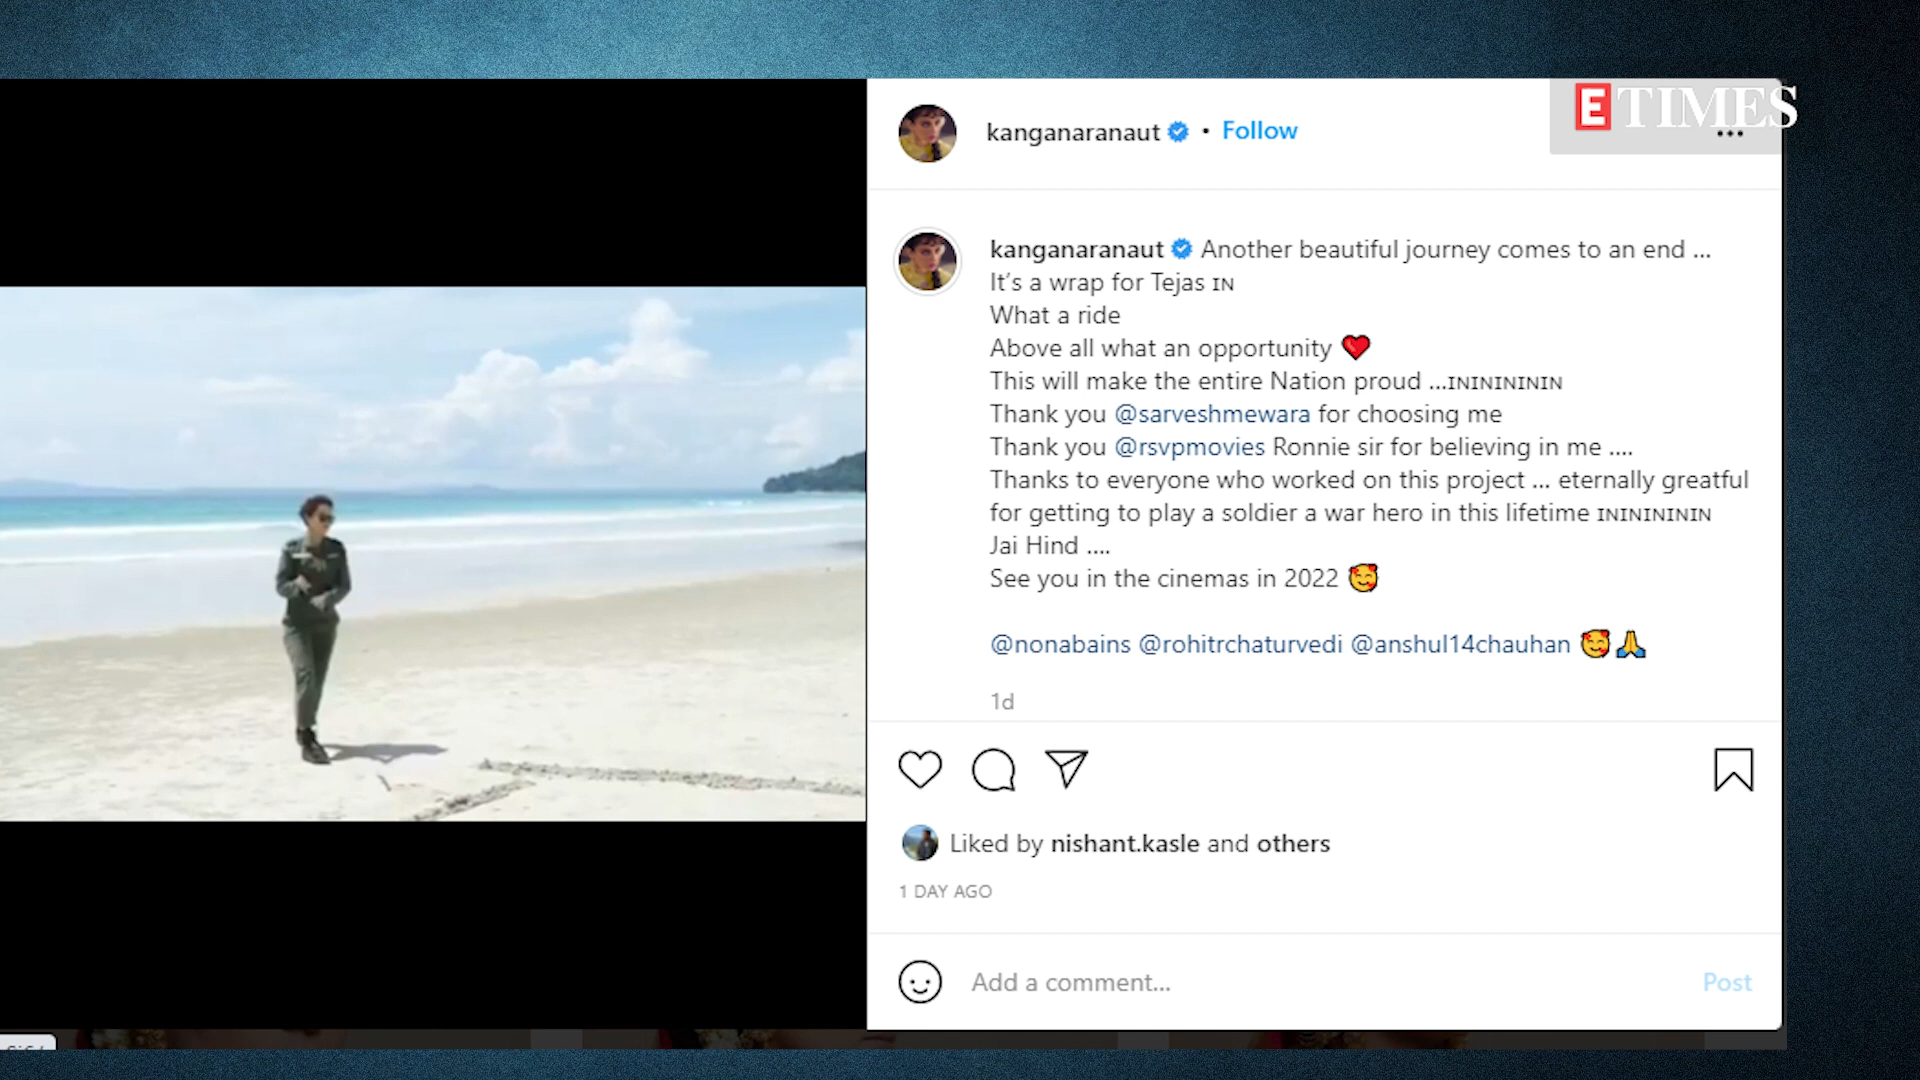 E TIMES
kanganaranaut • Follow
kanganaranaut Another beautiful journey comes to an end ...
It's a wrap for Tejas IN
What a ride
Above all what an opportunity ❤️
This will make the entire Nation proud ...ININININ
Thank you @sarveshmewara for choosing me
Thank you @rsvpmovies Ronnie sir for believing in me ....
Thanks to everyone who worked on this project ... eternally greatful
for getting to play a soldier a war hero in this lifetime ININININ
Jai Hind ....
See you in the cinemas in 2022 🥰
@nonabains @rohitrchaturvedi @anshul14chauhan 🥰🙏
1d
Liked by nishant.kasle and others
1 DAY AGO
Add a comment...
Post